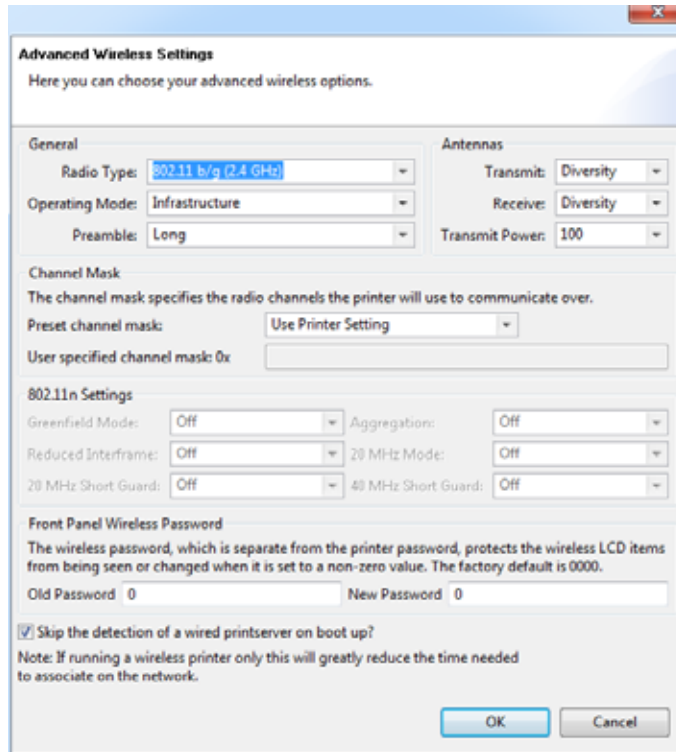 Advanced Wireless Settings
Here you can choose your advanced wireless options.
General
Radio Type: 802.11 b/g (2.4 GHz)
Operating Mode: Infrastructure
Preamble: Long
Antennas
Transmit: Diversity
Receive: Diversity
Transmit Power: 100
Channel Mask
The channel mask specifies the radio channels the printer will use to communicate over.
Preset channel mask: Use Printer Setting
User specified channel mask: 0x
802.11n Settings
Greenfield Mode: Off Aggregation: Off
Reduced Interframe: Off 20 MHz Mode: Off
20 MHz Short Guard: Off 40 MHz Short Guard: Off
Front Panel Wireless Password
The wireless password, which is separate from the printer password, protects the wireless LCD items
from being seen or changed when it is set to a non-zero value. The factory default is 0000.
Old Password 0 New Password 0
Skip the detection of a wired printserver on boot up?
Note: If running a wireless printer only this will greatly reduce the time needed
to associate on the network.
OK Cancel